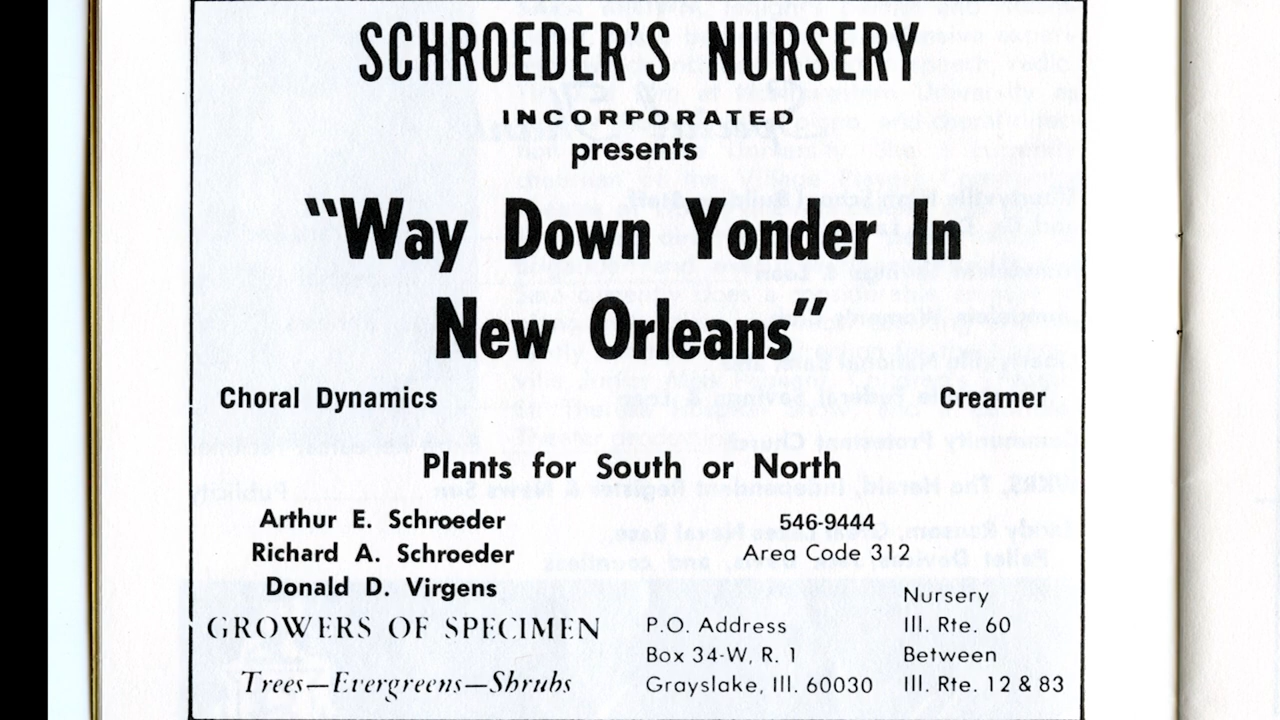 SCHROEDER'S NURSERY
INCORPORATED
presents
"Way Down Yonder In
New Orleans"
Choral Dynamics Creamer
Plants for South or North
Arthur E. Schroeder
Richard A. Schroeder
Donald D. Virgens
546-9444
Area Code 312
GROWERS OF SPECIMEN
Trees—Evergreens—Shrubs
P.O. Address
Box 34-W, R. 1
Grayslake, Ill. 60030
Nursery
Ill. Rte. 60
Between
Ill. Rte. 12 & 83